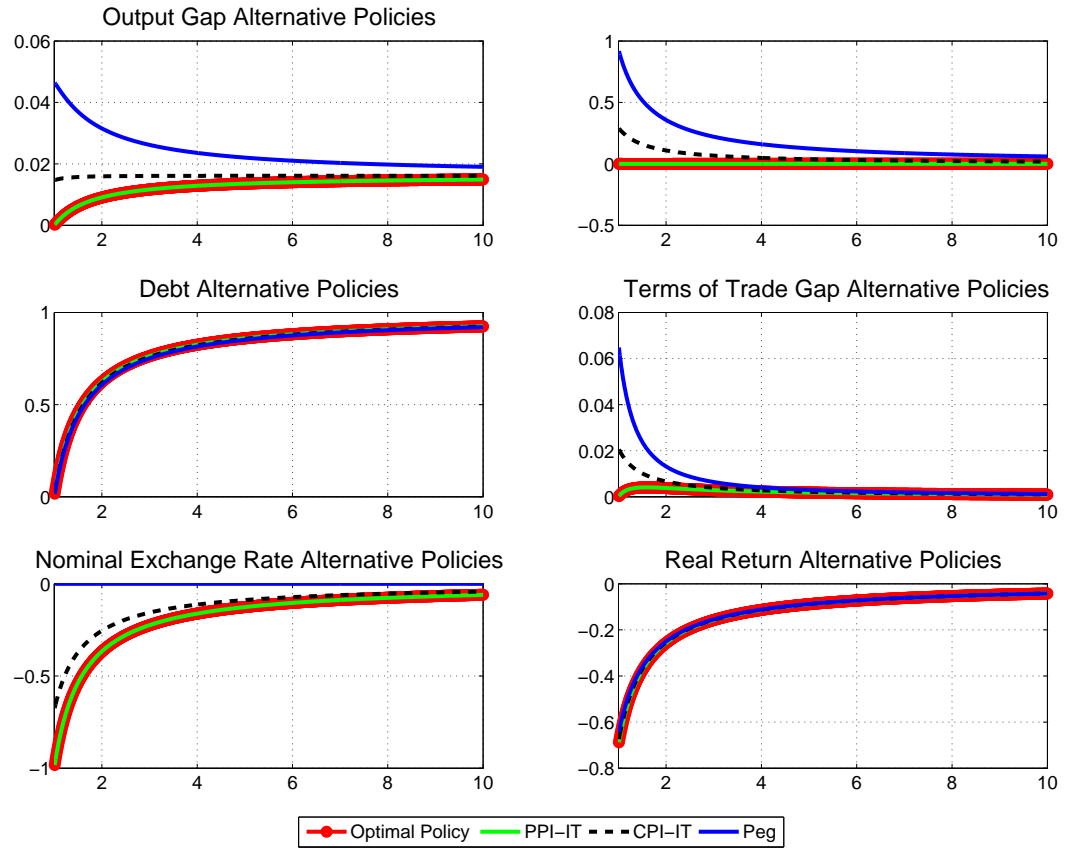 Output Gap Alternative Policies
0.06
0.04
0.02
0
2 4 6 8 10
1
0.5
0
−0.5
2 4 6 8 10
Debt Alternative Policies
1
0.5
0
2 4 6 8 10
Terms of Trade Gap Alternative Policies
0.08
0.06
0.04
0.02
0
2 4 6 8 10
Nominal Exchange Rate Alternative Policies
0
−0.5
−1
2 4 6 8 10
Real Return Alternative Policies
0
−0.2
−0.4
−0.6
−0.8
2 4 6 8 10
Optimal Policy PPI−IT CPI−IT Peg